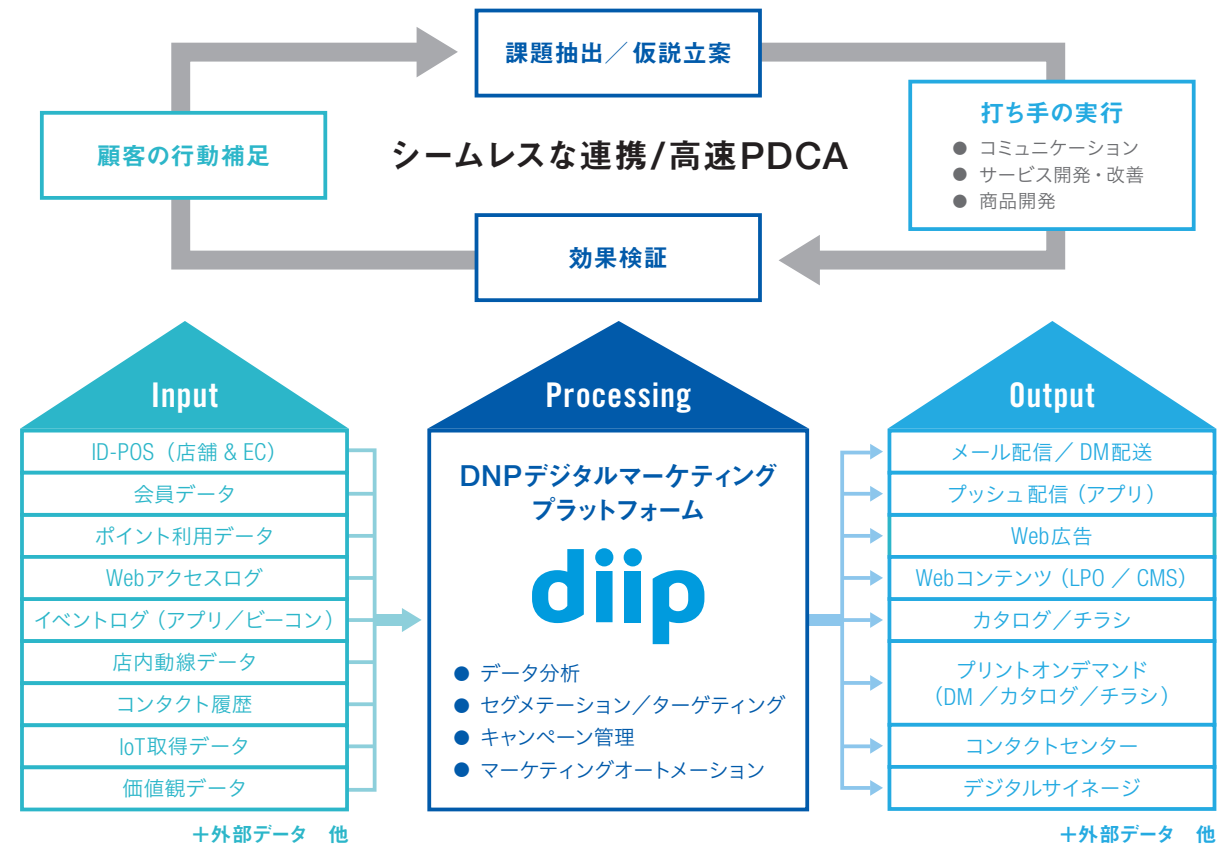 課題抽出／仮説立案
顧客の行動補足
シームレスな連携/高速PDCA
打ち手の実行
● コミュニケーション
● サービス開発・改善
● 商品開発
効果検証
Input
ID-POS（店舗 & EC）
会員データ
ポイント利用データ
Webアクセスログ
イベントログ（アプリ／ビーコン）
店内動線データ
コンタクト履歴
IoT取得データ
価値観データ
＋外部データ　他
Processing
DNPデジタルマーケティング
プラットフォーム
diip
● データ分析
● セグメテーション／ターゲティング
● キャンペーン管理
● マーケティングオートメーション
Output
メール配信／DM配送
プッシュ配信（アプリ）
Web広告
Webコンテンツ（LPO ／ CMS）
カタログ／チラシ
プリントオンデマンド
（DM ／カタログ／チラシ）
コンタクトセンター
デジタルサイネージ
＋外部データ　他